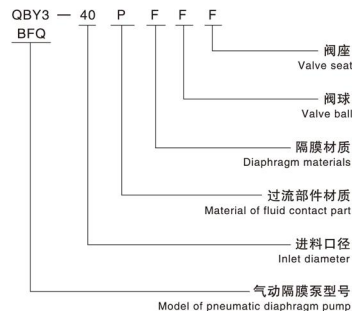 QBY3 — 40 P F F F
BFQ
阀座
Valve seat
阀球
Valve ball
隔膜材质
Diaphragm materials
过流部件材质
Material of fluid contact part
进料口径
Inlet diameter
气动隔膜泵型号
Model of pneumatic diaphragm pump